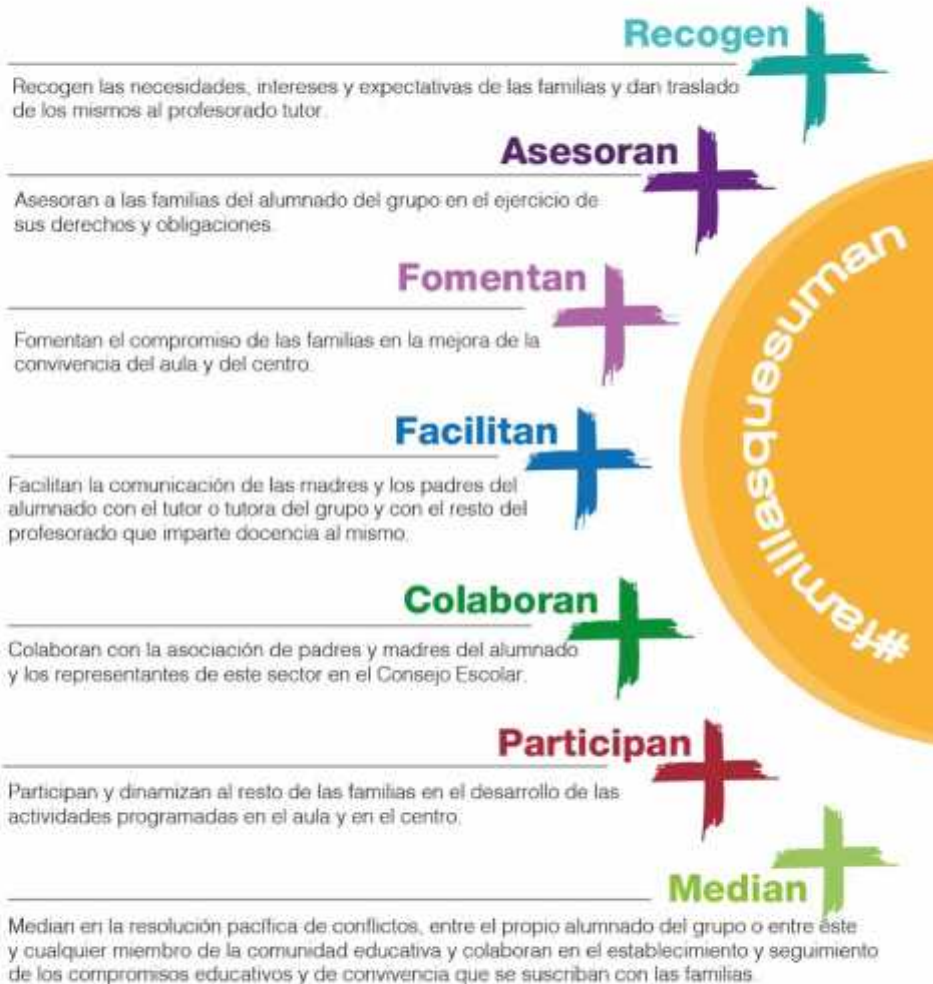 Recogen
Recogen las necesidades, intereses y expectativas de las familias y dan traslado
de los mismos al profesorado tutor.
Asesoran
Asesoran a las familias del alumnado del grupo en el ejercicio de
sus derechos y obligaciones.
Fomentan
Fomentan el compromiso de las familias en la mejora de la
convivencia del aula y del centro.
Facilitan
Facilitan la comunicación de las madres y los padres del
alumnado con el tutor o tutora del grupo y con el resto del
profesorado que imparte docencia al mismo.
Colaboran
Colaboran con la asociación de padres y madres del alumnado
y los representantes de este sector en el Consejo Escolar.
Participan
Participan y dinamizan al resto de las familias en el desarrollo de las
actividades programadas en el aula y en el centro.
Median
Median en la resolución pacífica de conflictos, entre el propio alumnado del grupo o entre éste
y cualquier miembro de la comunidad educativa y colaboran en el establecimiento y seguimiento
de los compromisos educativos y de convivencia que se suscriban con las familias.
#familiasquesuman